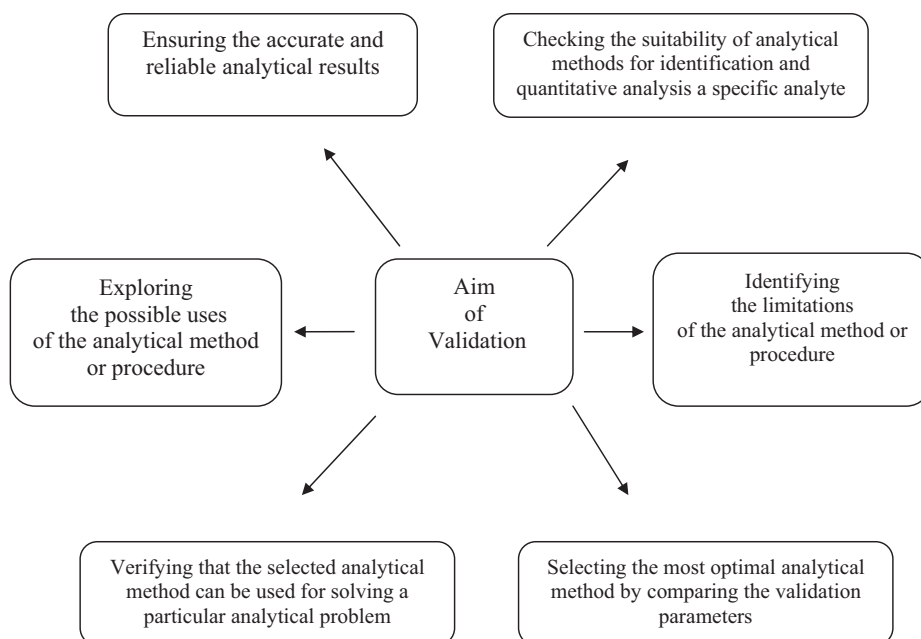 Ensuring the accurate and
reliable analytical results
Checking the suitability of analytical
methods for identification and
quantitative analysis a specific analyte
Exploring
the possible uses
of the analytical method
or procedure
Aim
of
Validation
Identifying
the limitations
of the analytical method or
procedure
Verifying that the selected analytical
method can be used for solving a
particular analytical problem
Selecting the most optimal analytical
method by comparing the validation
parameters